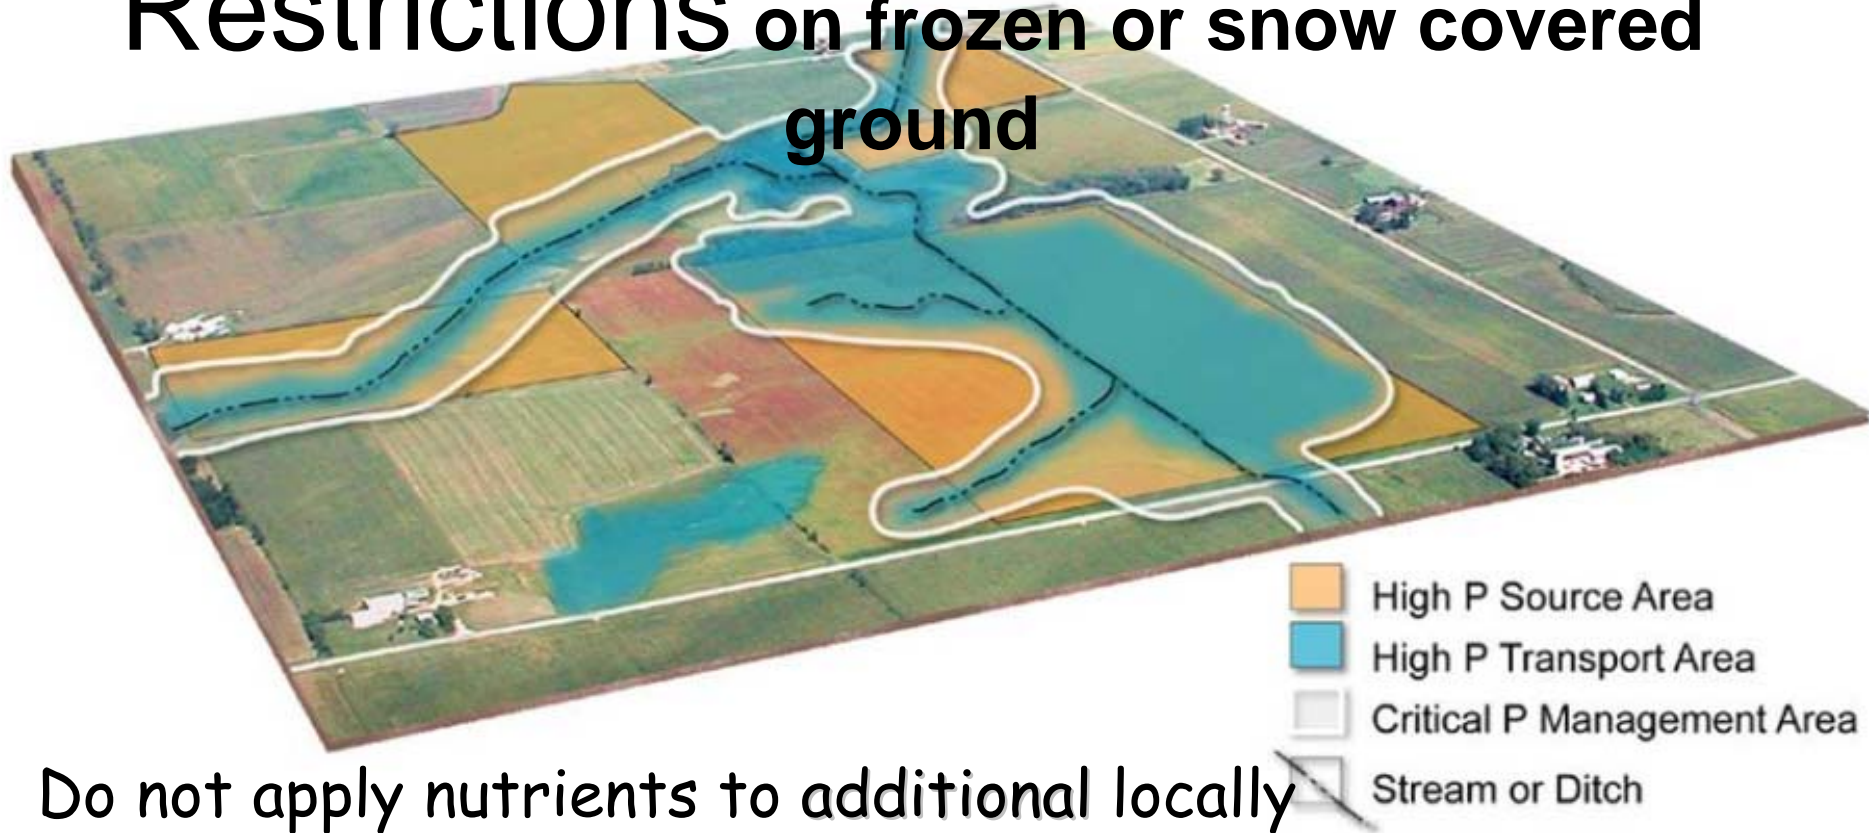 Restrictions on frozen or snow covered
ground
High P Source Area
High P Transport Area
Critical P Management Area
Stream or Ditch
Do not apply nutrients to additional locally